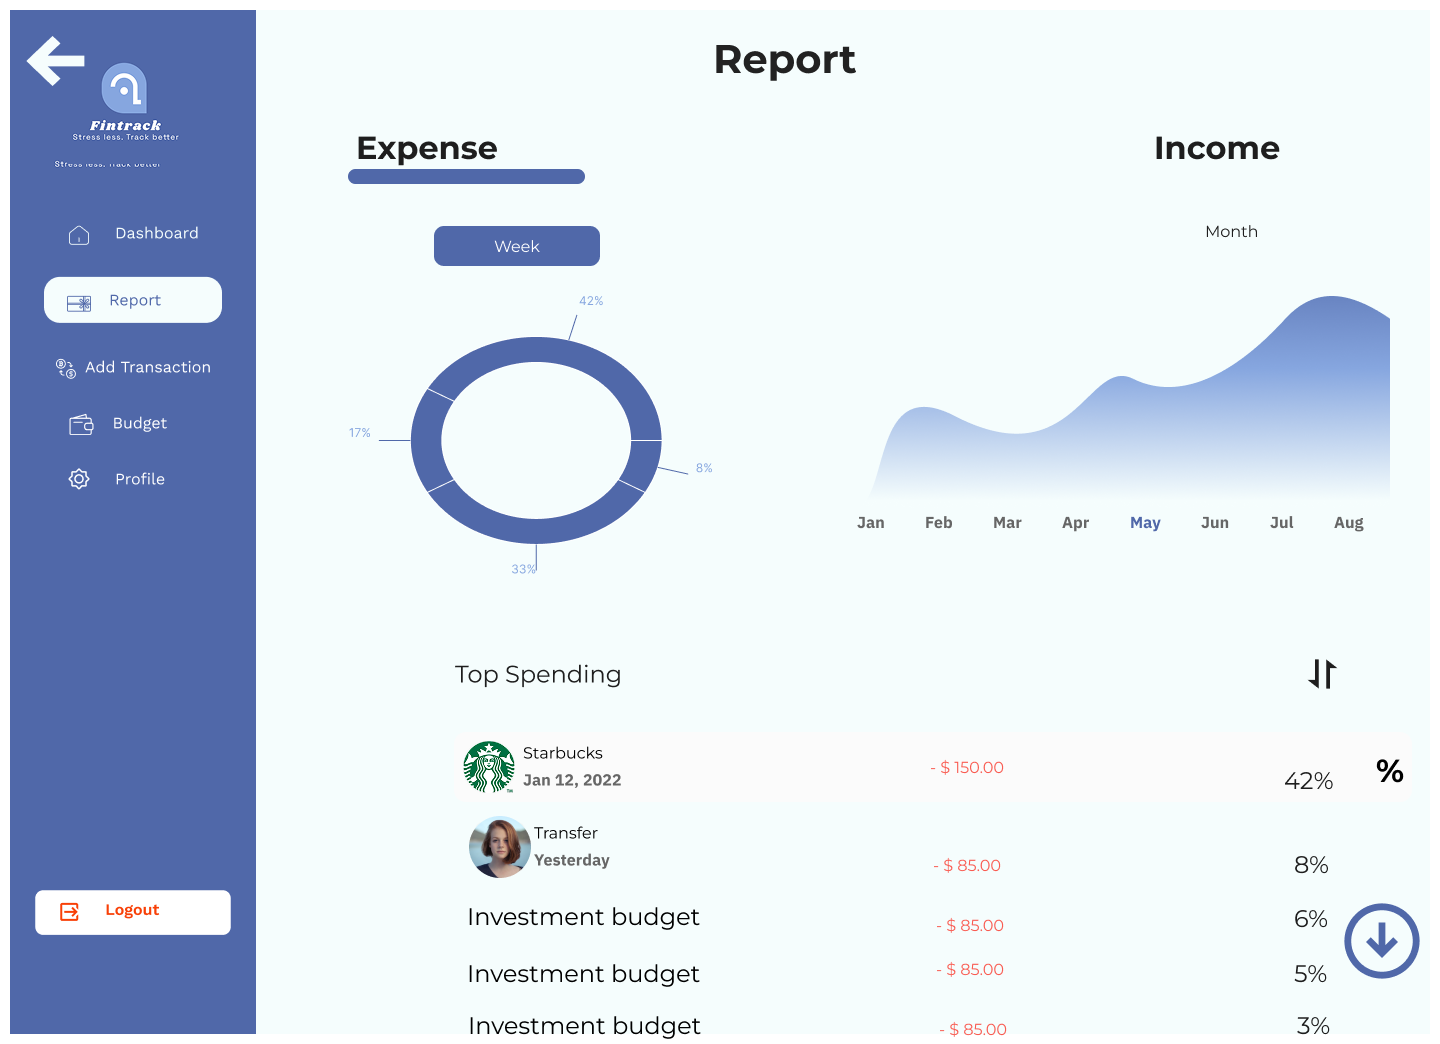 Report
Fintrack
Stress less. Track better
Stress less. Track better
Dashboard
Report
Add Transaction
Budget
Profile
Logout
Expense
Income
Week
Month
42%
17%
8%
33%
Jan Feb Mar Apr May Jun Jul Aug
Top Spending
Starbucks
Jan 12, 2022
- $ 150.00
42%
%
Transfer
Yesterday
- $ 85.00
8%
Investment budget
- $ 85.00
6%
Investment budget
- $ 85.00
5%
Investment budget
- $ 85.00
3%